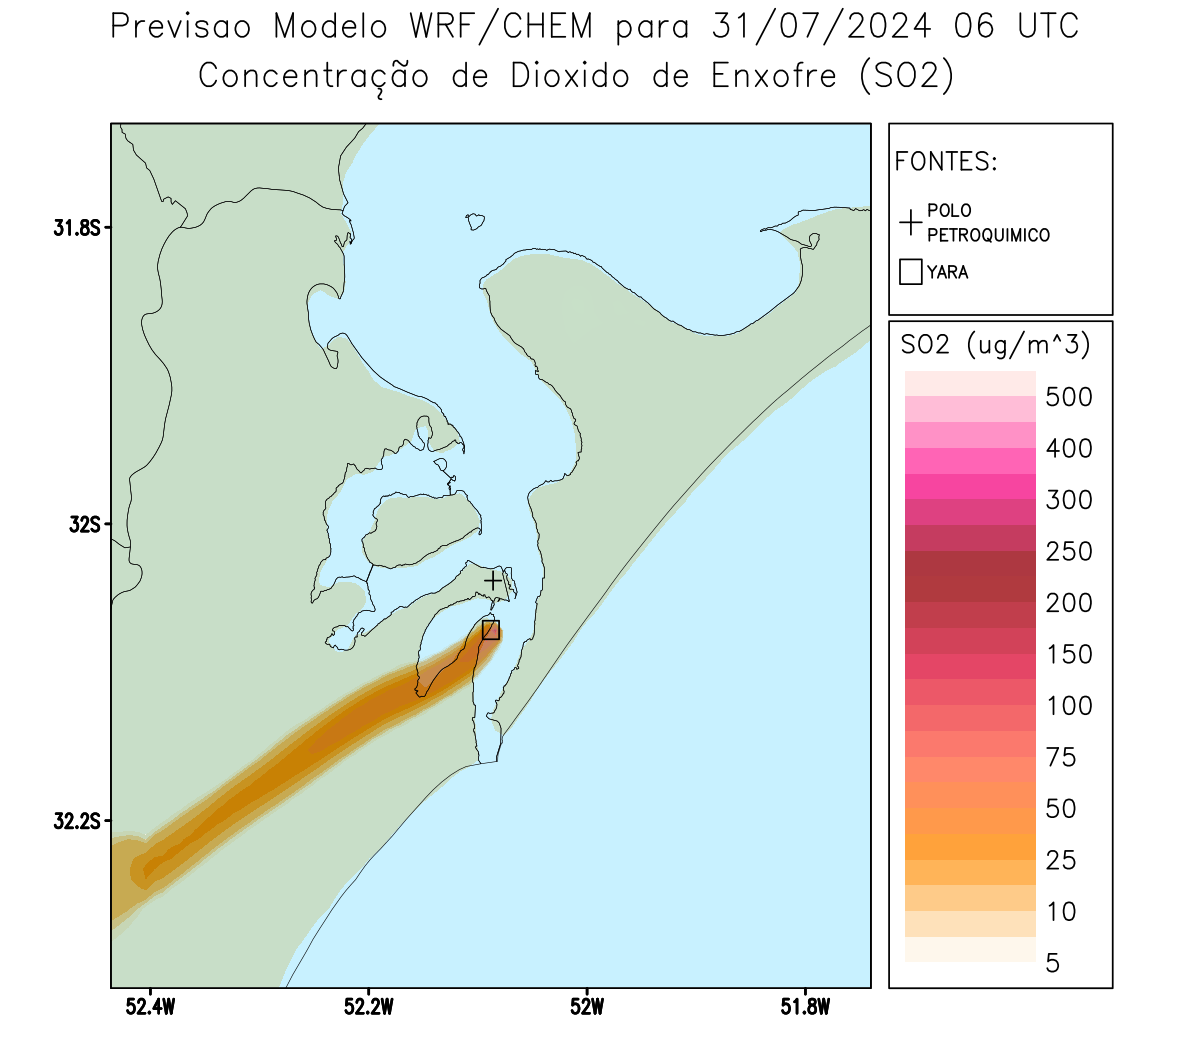 Previsao Modelo WRF/CHEM para 31/07/2024 06 UTC
Concentração de Dioxido de Enxofre (SO2)
FONTES:
POLO
PETROQUIMICO
YARA
31.8S
32S
32.2S
52.4W
52.2W
52W
51.8W
SO2 (ug/m^3)
500
400
300
250
200
150
100
75
50
25
10
5